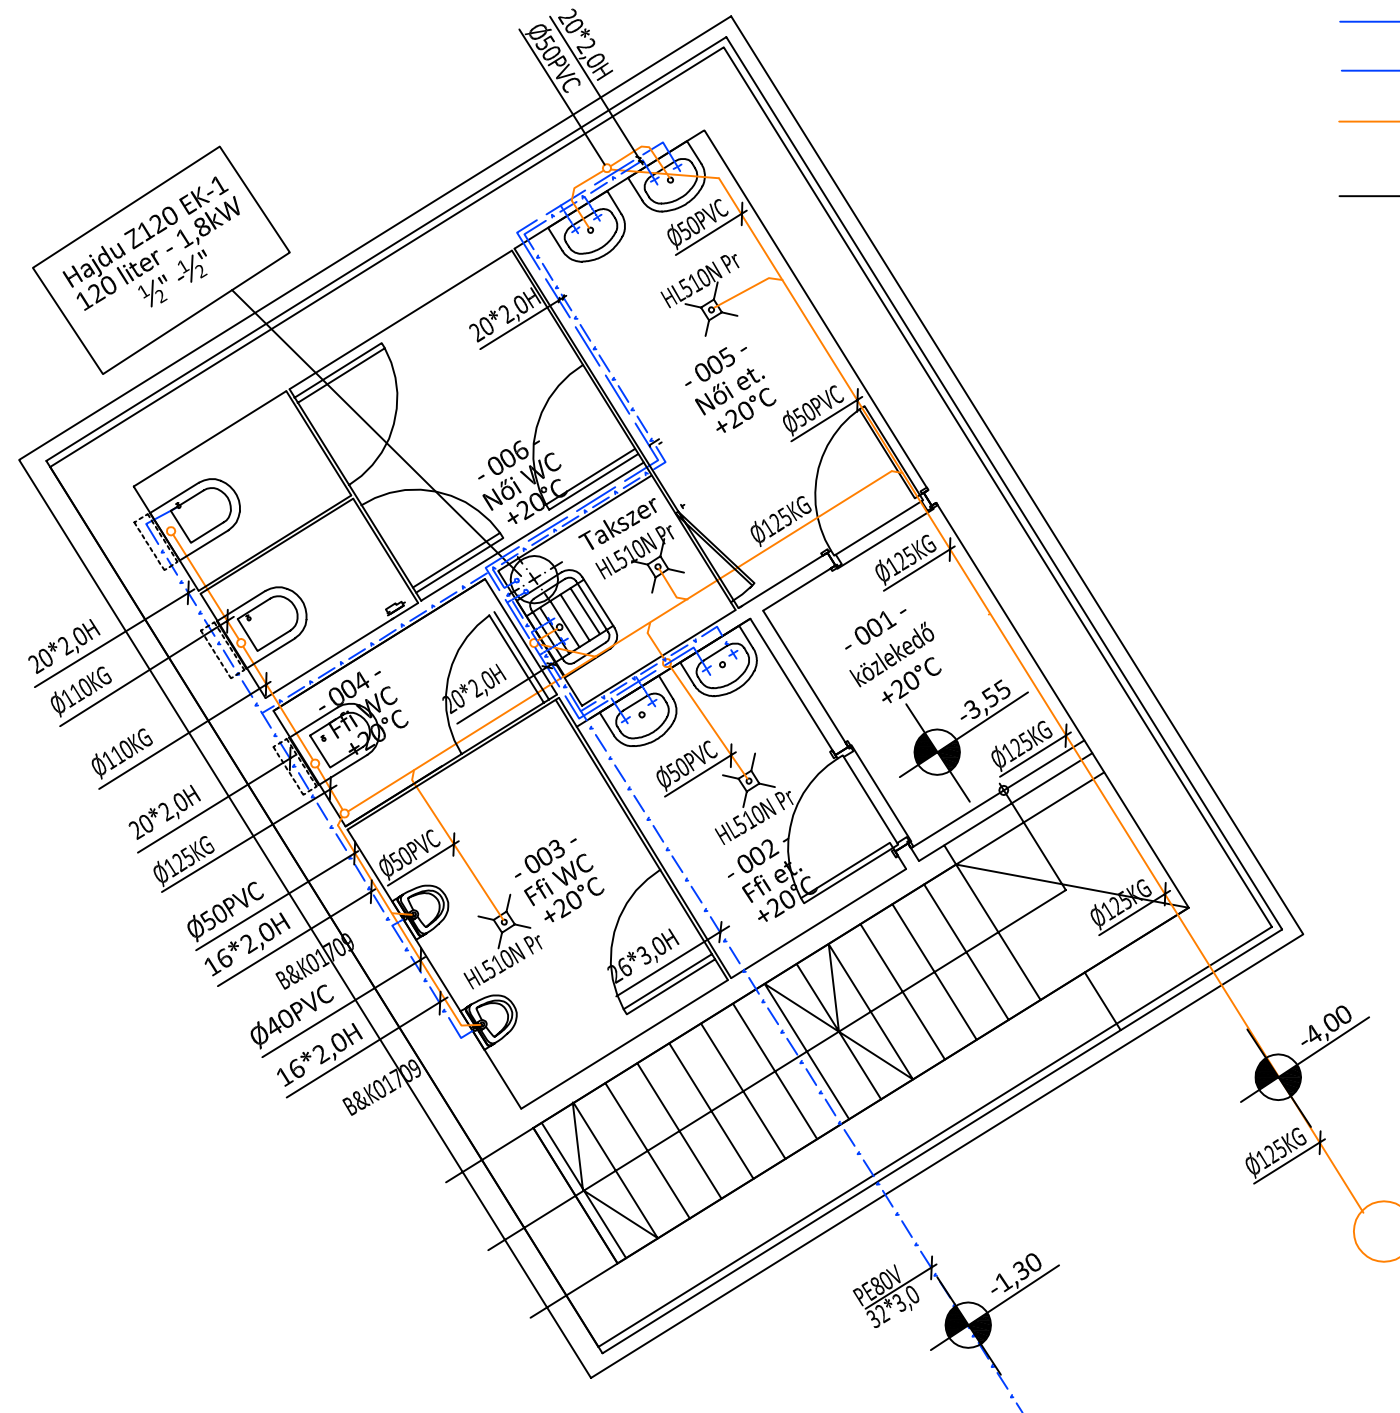 20*2,0H
Ø50PVC
Hajdu Z120 EK-1
120 liter - 1,8kW
½" -½"
Ø50PVC
HL510N Pr
20*2,0H
- 005 -
Női et.
+20°C
Ø50PVC
- 006 -
Női WC
+20°C
Takszer
HL510N Pr
Ø125KG
Ø125KG
20*2,0H
Ø110KG
Ø110KG
20*2,0H
Ø125KG
- 004 -
Ffi WC
+20°C
20*2,0H
- 001 -
közlekedő
+20°C
-3,55
Ø125KG
Ø50PVC
HL510N Pr
- 002 -
Ffi et.
+20°C
Ø50PVC
- 003 -
Ffi WC
+20°C
HL510N Pr
26*3,0H
Ø50PVC
16*2,0H
B&K01709
Ø40PVC
16*2,0H
B&K01709
Ø125KG
-4,00
Ø125KG
-1,30
PE80V
32*3,0